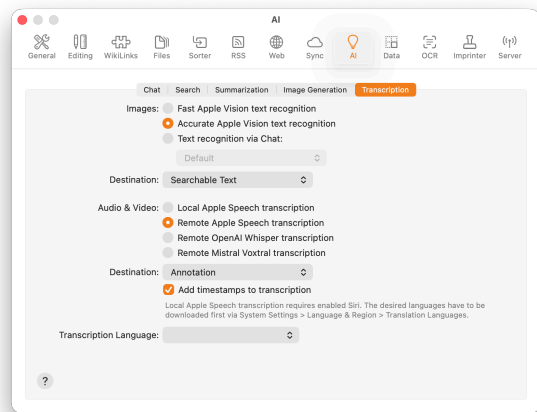 AI
General Editing WikiLinks Files Sorter RSS Web Sync AI Data OCR Imprinter Server
Chat Search Summarization Image Generation Transcription
Images: Fast Apple Vision text recognition
Accurate Apple Vision text recognition
Text recognition via Chat:
Default
Destination: Searchable Text
Audio & Video: Local Apple Speech transcription
Remote Apple Speech transcription
Remote OpenAI Whisper transcription
Remote Mistral Voxtral transcription
Destination: Annotation
Add timestamps to transcription
Local Apple Speech transcription requires enabled Siri. The desired languages have to be
downloaded first via System Settings > Language & Region > Translation Languages.
Transcription Language:
?